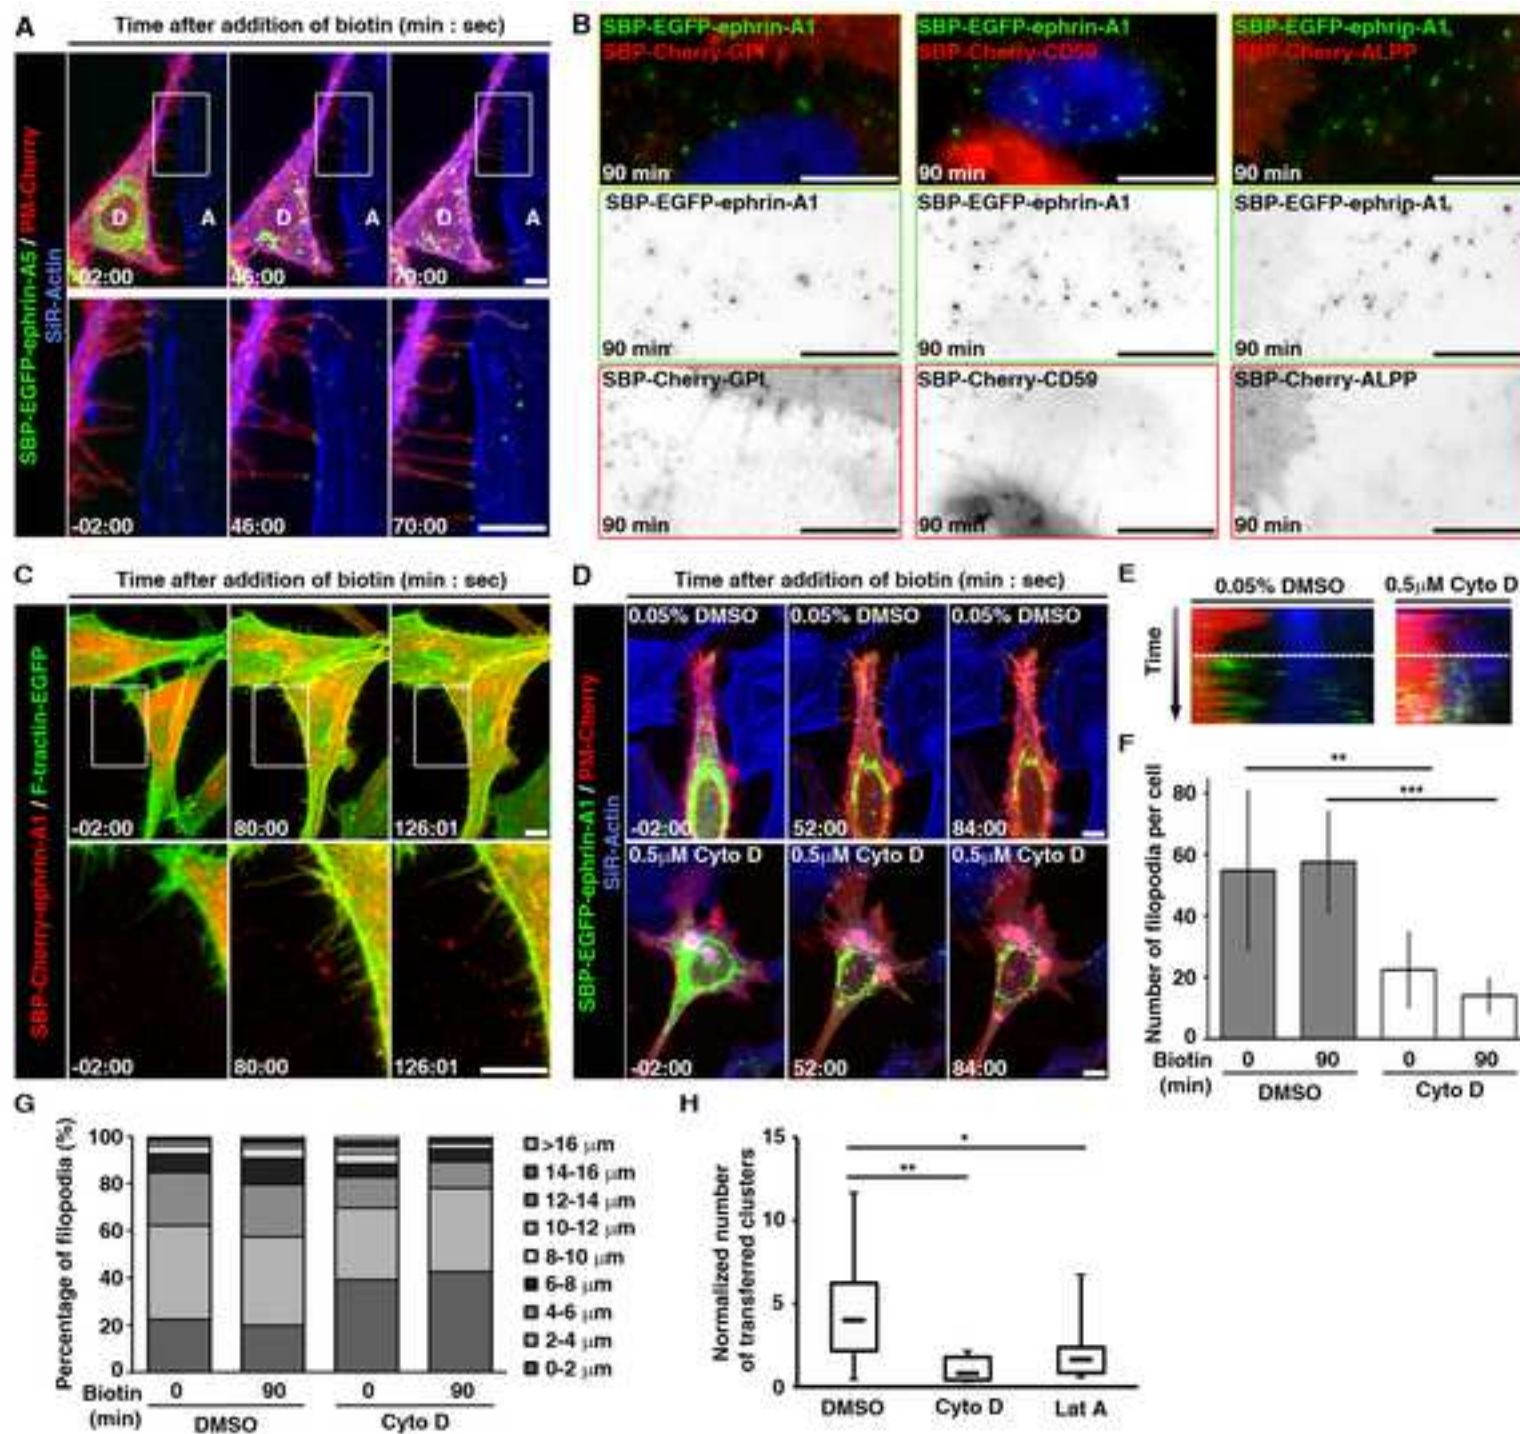 A
Time after addition of biotin (min : sec)
SBP-EGFP-ephrin-A5 / PM-Cherry
SiR-Actin
D
A
-02:00
D
A
46:00
D
A
70:00
-02:00
46:00
70:00
B
SBP-EGFP-ephrin-A1
SBP-Cherry-GPI
90 min
SBP-EGFP-ephrin-A1
SBP-Cherry-CD59
90 min
SBP-EGFP-ephrin-A1
SBP-Cherry-ALPP
90 min
SBP-EGFP-ephrin-A1
90 min
SBP-EGFP-ephrin-A1
90 min
SBP-EGFP-ephrin-A1
90 min
SBP-Cherry-GPI
90 min
SBP-Cherry-CD59
90 min
SBP-Cherry-ALPP
90 min
C
Time after addition of biotin (min : sec)
SBP-Cherry-ephrin-A1 / F-tractin-EGFP
-02:00
80:00
126:01
-02:00
80:00
126:01
D
Time after addition of biotin (min : sec)
SBP-EGFP-ephrin-A1 / PM-Cherry
SiR-Actin
0.05% DMSO
-02:00
0.05% DMSO
52:00
0.05% DMSO
84:00
0.5μM Cyto D
-02:00
0.5μM Cyto D
52:00
0.5μM Cyto D
84:00
E
0.05% DMSO
0.5μM Cyto D
Time
F
Number of filopodia per cell
80
60
40
20
0
**
***
Biotin
(min)
0
90
0
90
DMSO
Cyto D
G
Percentage of filopodia (%)
100
80
60
40
20
0
Biotin
(min)
0
90
0
90
DMSO
Cyto D
>16 μm
14-16 μm
12-14 μm
10-12 μm
8-10 μm
6-8 μm
4-6 μm
2-4 μm
0-2 μm
H
Normalized number
of transferred clusters
15
10
5
0
*
**
DMSO
Cyto D
Lat A